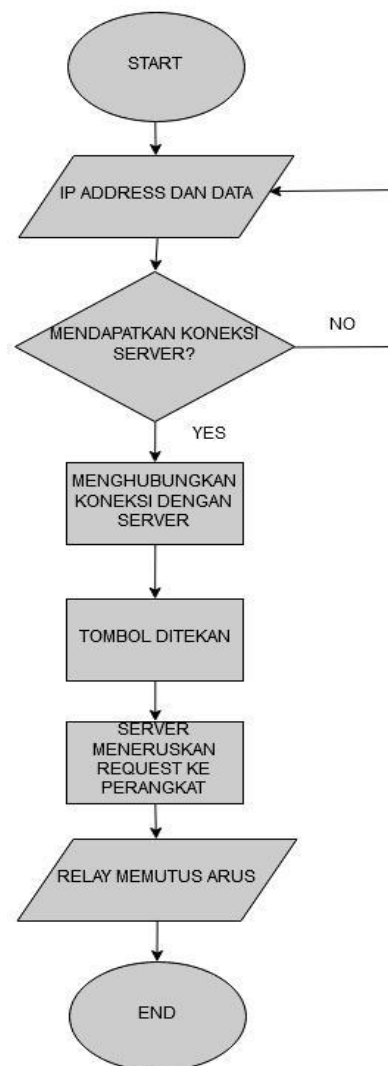 START
IP ADDRESS DAN DATA
MENDAPATKAN KONEKSI
SERVER?
NO
YES
MENGHUBUNGKAN
KONEKSI DENGAN
SERVER
TOMBOL DITEKAN
SERVER
MENERUSKAN
REQUEST KE
PERANGKAT
RELAY MEMUTUS ARUS
END